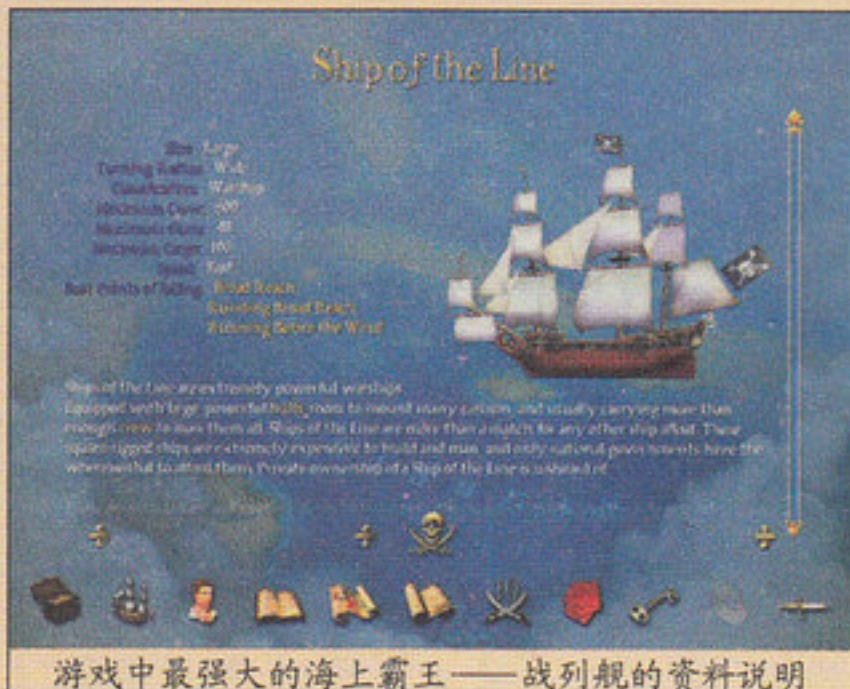 Ship of the Line
Size: Large
Turning Radius: Wide
Classification: Warship
Maximum Crew:
Maximum Guns:
Maximum Cargo:
Speed:
Best Points of Sailing: Broad Reach
Running Broad Reach
Running Before the Wind
Ships of the Line are extremely powerful warships.
Equipped with large powerful hulls, room to mount many cannon, and usually carrying more than
enough crew to man them all, Ships of the Line are more than a match for any other ship afloat. These
square-rigged ships are extremely expensive to build and man, and only national governments have the
wherewithal to afford them. Private ownership of a Ship of the Line is unheard of.
游戏中最强大的海上霸王——战列舰的资料说明